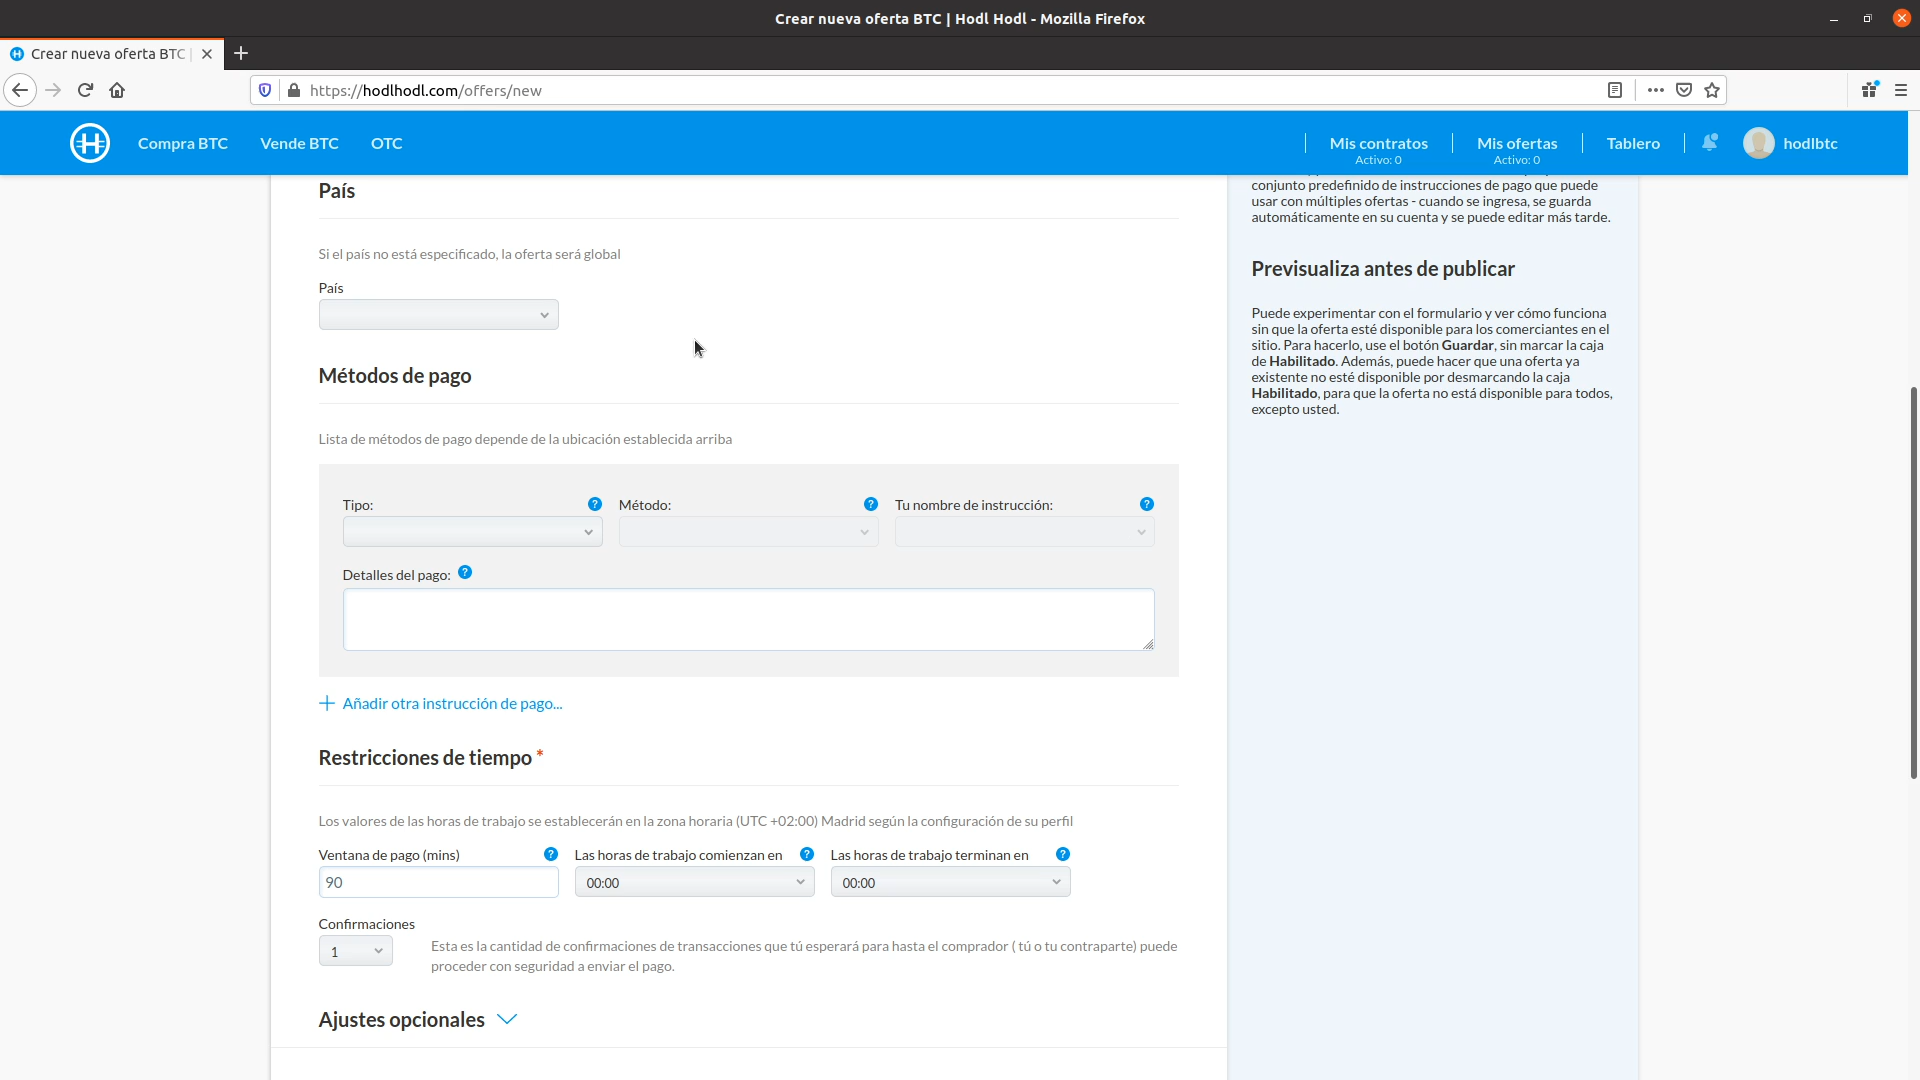 Crear nueva oferta BTC | Hodl Hodl - Mozilla Firefox
Crear nueva oferta BTC |
https://hodlhodl.com/offers/new
Compra BTC
Vende BTC
OTC
Mis contratos
Activo: 0
Mis ofertas
Activo: 0
Tablero
hodlbtc
País
Si el país no está especificado, la oferta será global
País
Métodos de pago
Lista de métodos de pago depende de la ubicación establecida arriba
Tipo: ?
Método: ?
Tu nombre de instrucción: ?
Detalles del pago: ?
Añadir otra instrucción de pago...
Restricciones de tiempo *
Los valores de las horas de trabajo se establecerán en la zona horaria (UTC +02:00) Madrid según la configuración de su perfil
Ventana de pago (mins) ?
90
Las horas de trabajo comienzan en ?
00:00
Las horas de trabajo terminan en ?
00:00
Confirmaciones
1
Esta es la cantidad de confirmaciones de transacciones que tú esperará para hasta el comprador ( tú o tu contraparte) puede
proceder con seguridad a enviar el pago.
Ajustes opcionales
conjunto predefinido de instrucciones de pago que puede
usar con múltiples ofertas - cuando se ingresa, se guarda
automáticamente en su cuenta y se puede editar más tarde.
Previsualiza antes de publicar
Puede experimentar con el formulario y ver cómo funciona
sin que la oferta esté disponible para los comerciantes en el
sitio. Para hacerlo, use el botón Guardar, sin marcar la caja
de Habilitado. Además, puede hacer que una oferta ya
existente no esté disponible por desmarcando la caja
Habilitado, para que la oferta no está disponible para todos,
excepto usted.